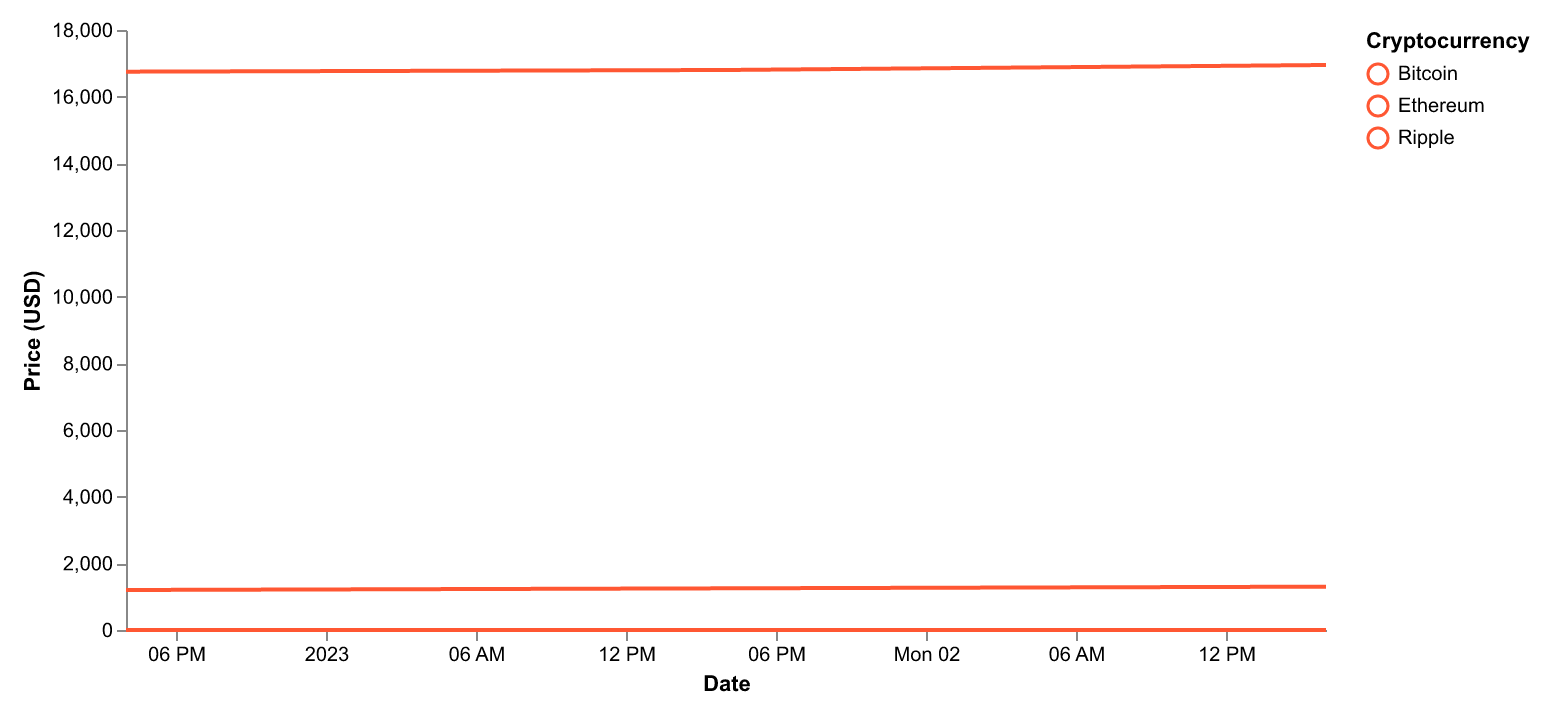 18,000
16,000
14,000
12,000
10,000
8,000
6,000
4,000
2,000
0
Price (USD)
06 PM 2023 06 AM 12 PM 06 PM Mon 02 06 AM 12 PM
Date
Cryptocurrency
Bitcoin
Ethereum
Ripple